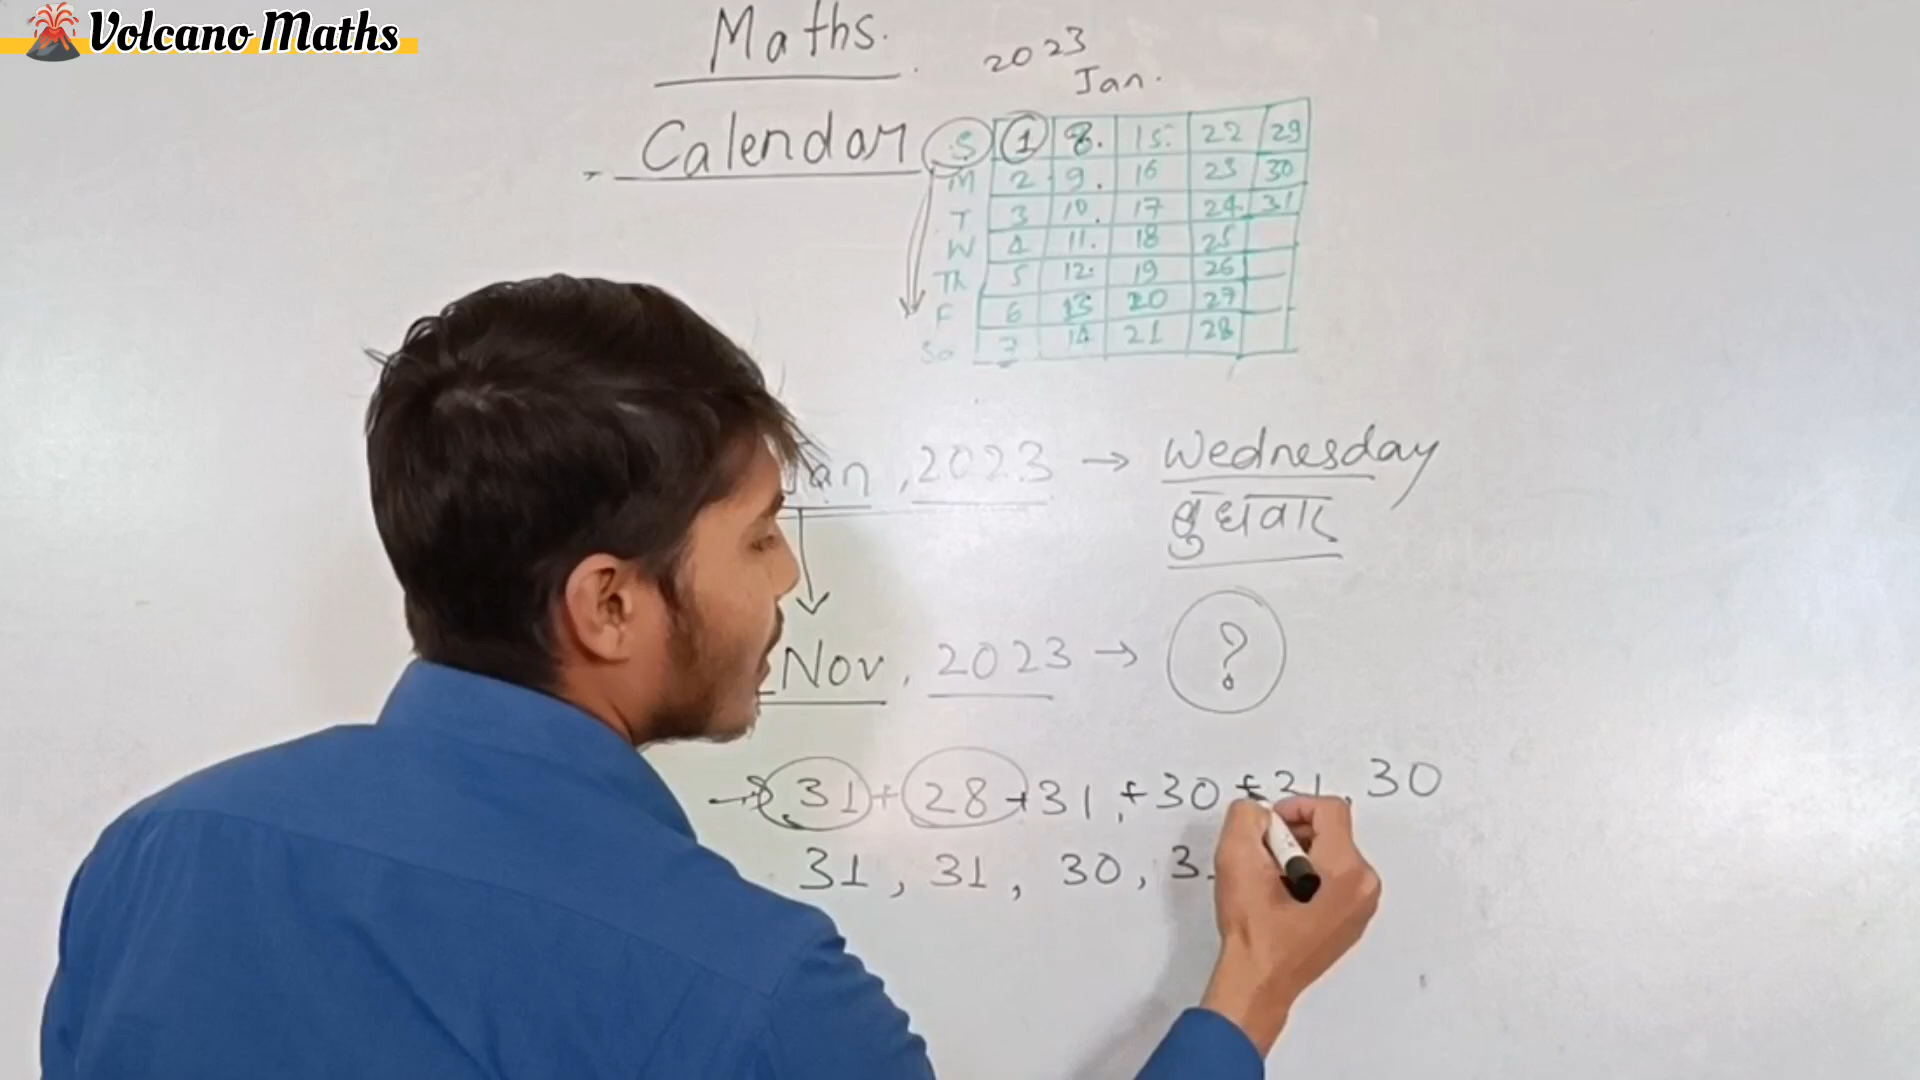 Volcano Maths
Maths.
2023
Jan.
Calendar
S 1 8. 15. 22 29
M 2 9. 16 23 30
T 3 10. 17 24 31
W 4 11. 18 25
Th 5 12. 19 26
F 6 13 20 27
Sa 7 14 21 28
Jan, 2023 → Wednesday
बुधवार
Nov, 2023 → ?
→ 31 + 28 + 31, + 30 + 31, 30
31, 31, 30,